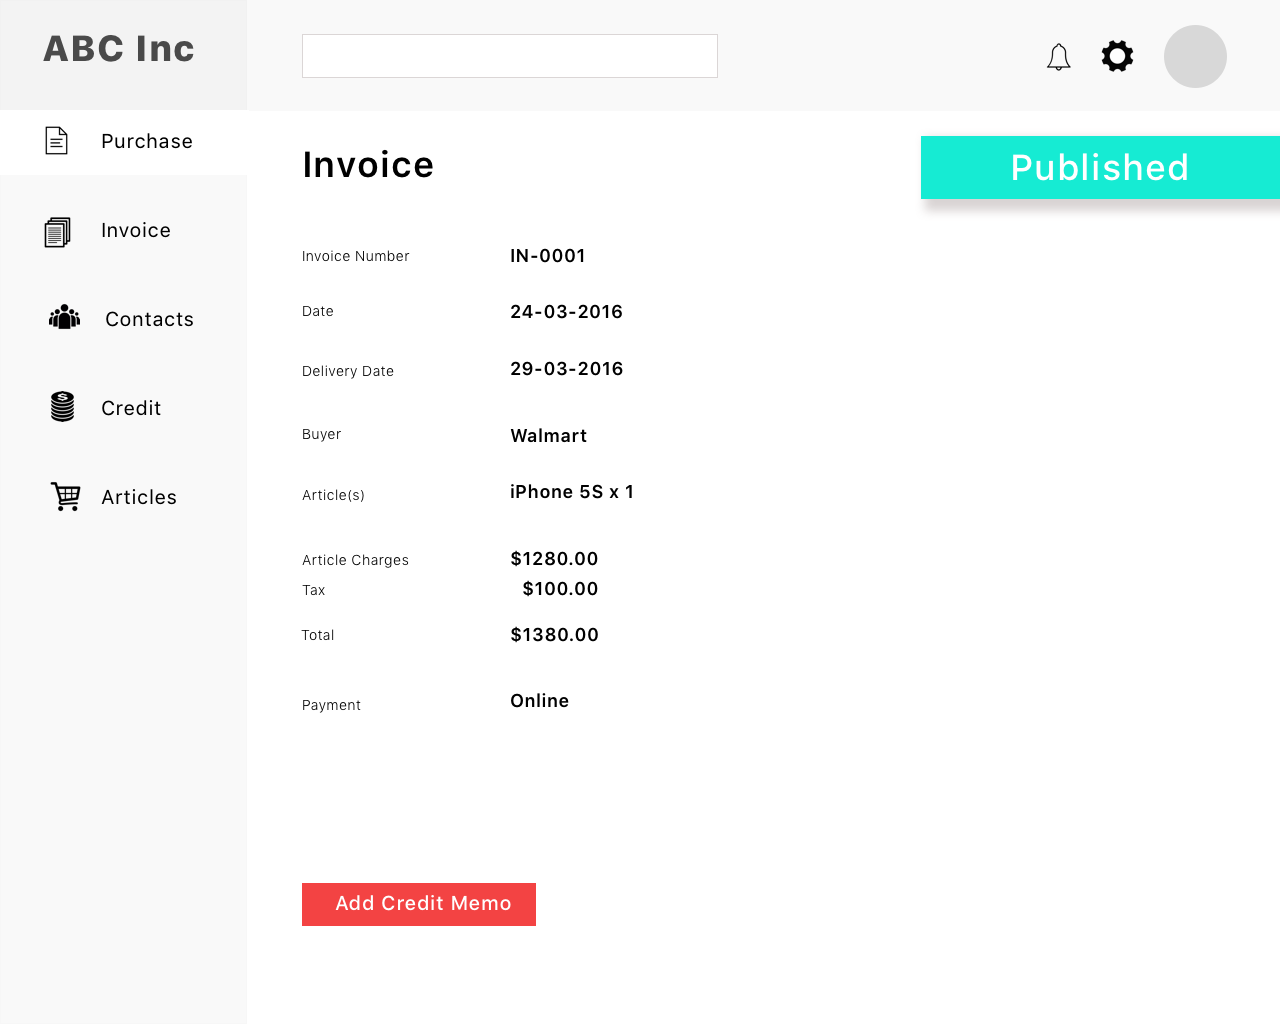 ABC Inc
Purchase
Invoice
Contacts
Credit
Articles
Invoice
Published
Invoice Number IN-0001
Date 24-03-2016
Delivery Date 29-03-2016
Buyer Walmart
Article(s) iPhone 5S x 1
Article Charges $1280.00
Tax $100.00
Total $1380.00
Payment Online
Add Credit Memo